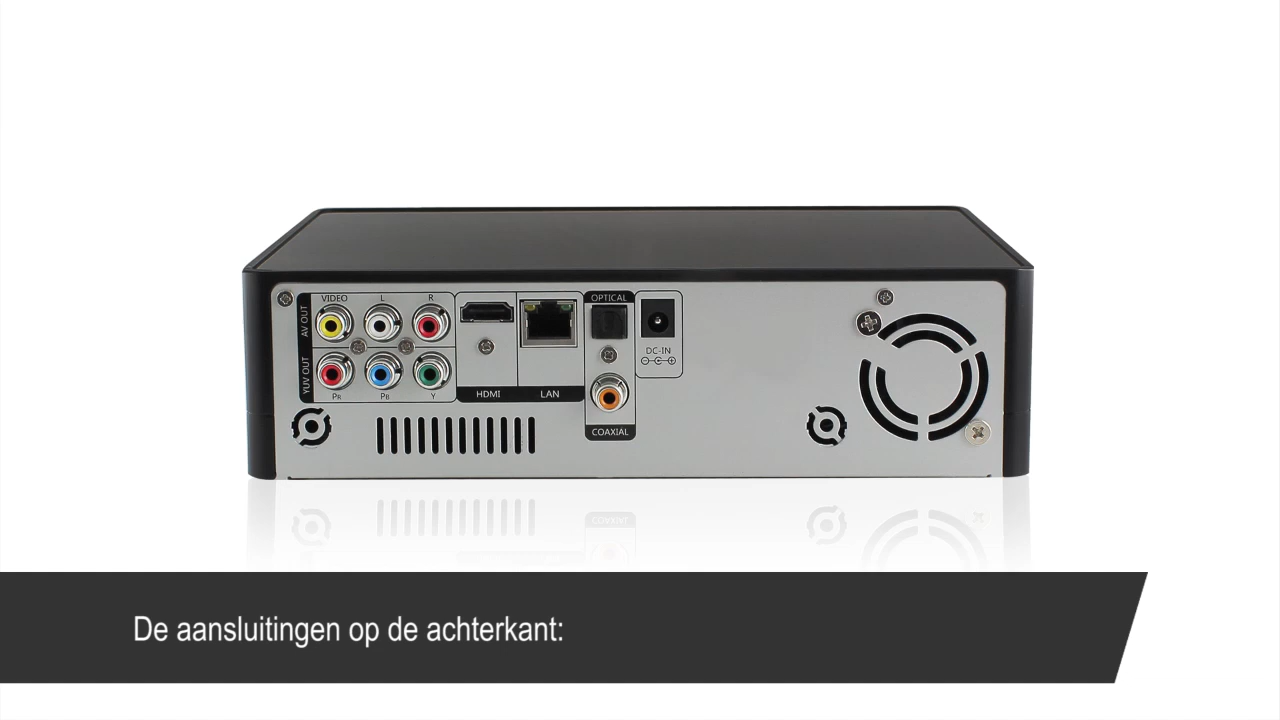 VIDEO L R
AV OUT
YUV OUT
PR PB Y
HDMI
LAN
OPTICAL
COAXIAL
DC-IN
De aansluitingen op de achterkant: